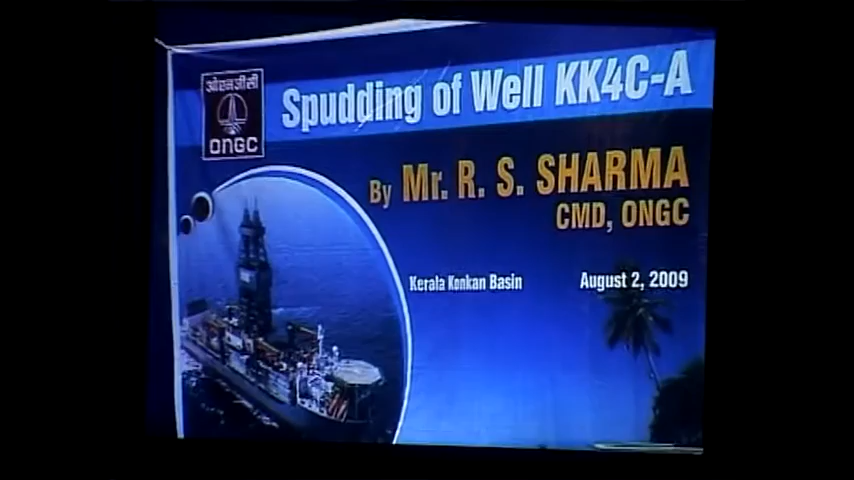 ओएनजीसी
ONGC
Spudding of Well KK4C-A
By Mr. R. S. SHARMA
CMD, ONGC
Kerala Konkan Basin
August 2, 2009